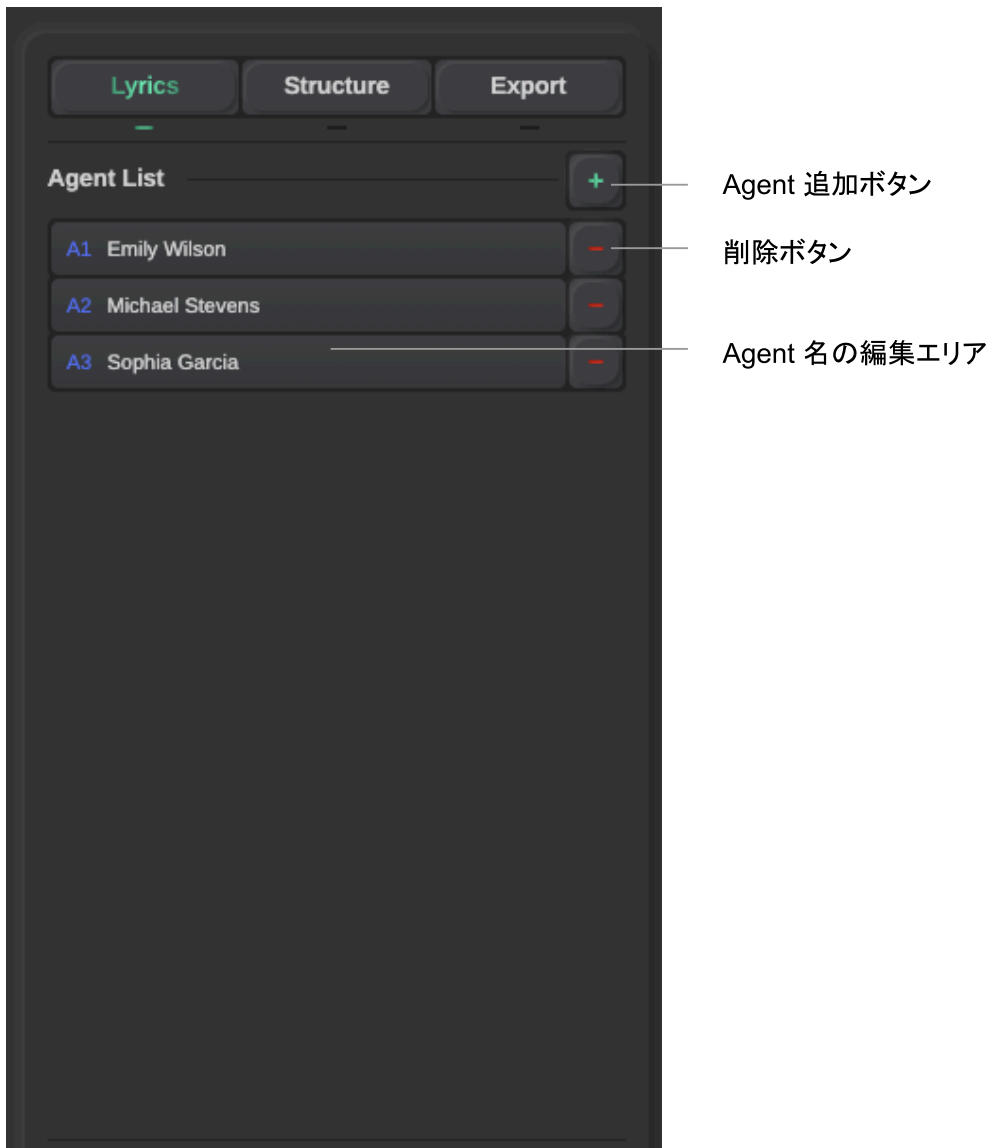 Lyrics Structure Export
Agent List +
Agent 追加ボタン
A1 Emily Wilson −
削除ボタン
A2 Michael Stevens −
A3 Sophia Garcia −
Agent 名の編集エリア